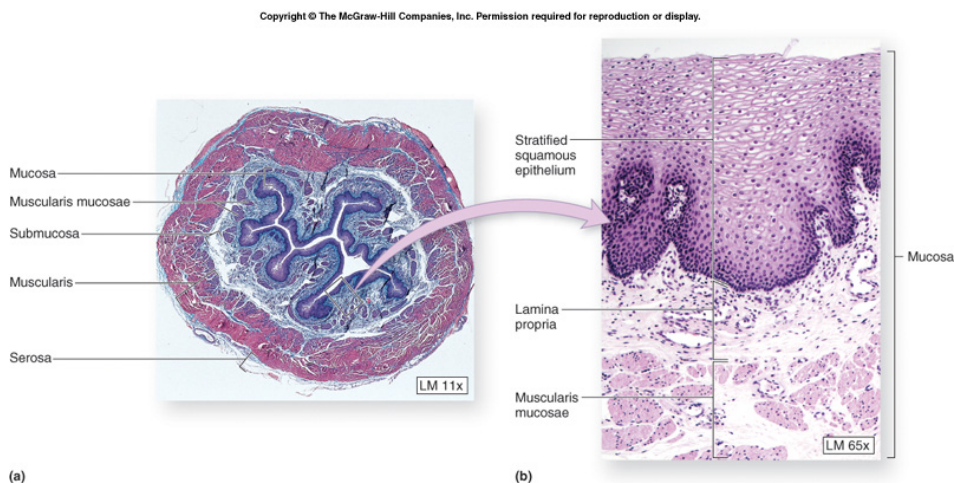 Copyright © The McGraw-Hill Companies, Inc. Permission required for reproduction or display.
Mucosa
Muscularis mucosae
Submucosa
Muscularis
Serosa
LM 11x
(a)
Stratified
squamous
epithelium
Lamina
propria
Muscularis
mucosae
Mucosa
LM 65x
(b)